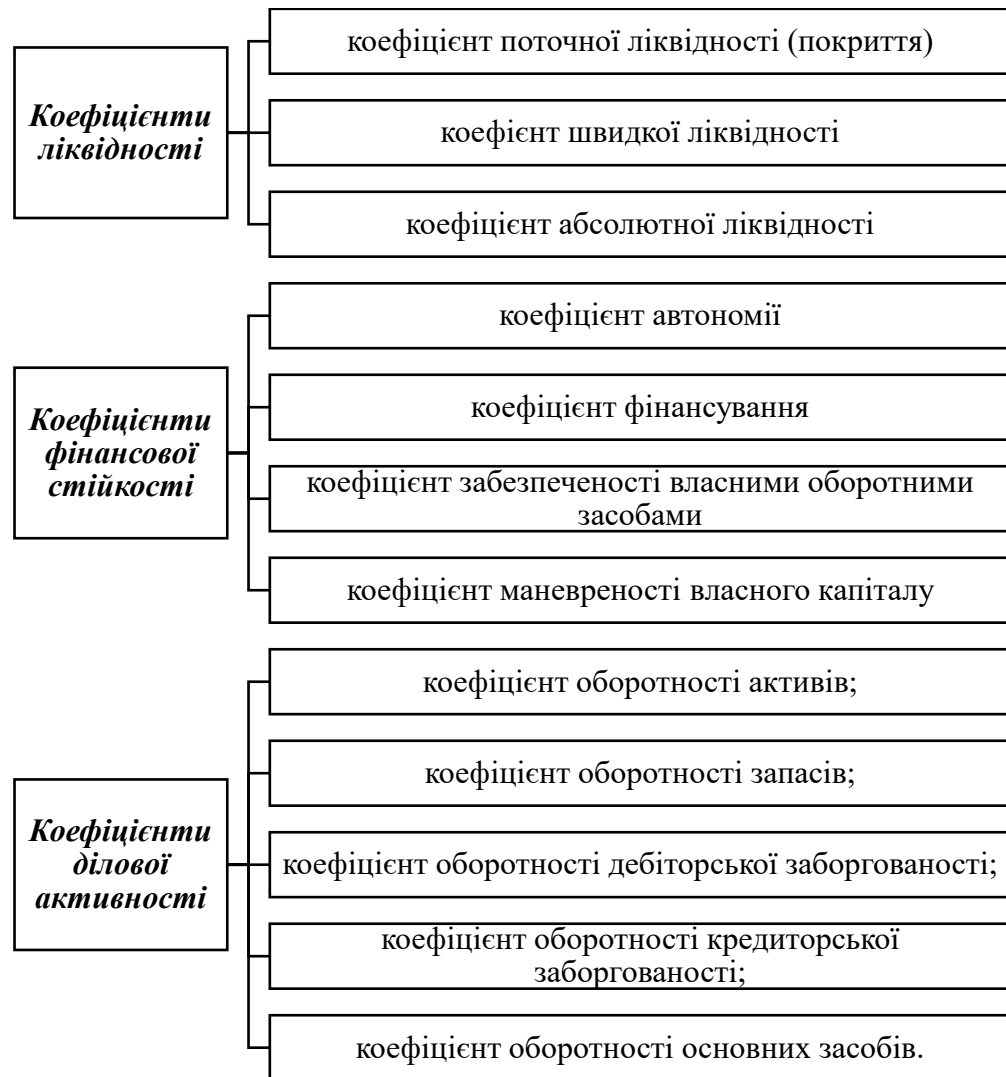 Коефіцієнти
ліквідності
коефіцієнт поточної ліквідності (покриття)
коефієнт швидкої ліквідності
коефіцієнт абсолютної ліквідності
Коефіцієнти
фінансової
стійкості
коефіцієнт автономії
коефіцієнт фінансування
коефіцієнт забезпеченості власними оборотними
засобами
коефіцієнт маневреності власного капіталу
Коефіцієнти
ділової
активності
коефіцієнт оборотності активів;
коефіцієнт оборотності запасів;
коефіцієнт оборотності дебіторської заборгованості;
коефіцієнт оборотності кредиторської
заборгованості;
коефіцієнт оборотності основних засобів.